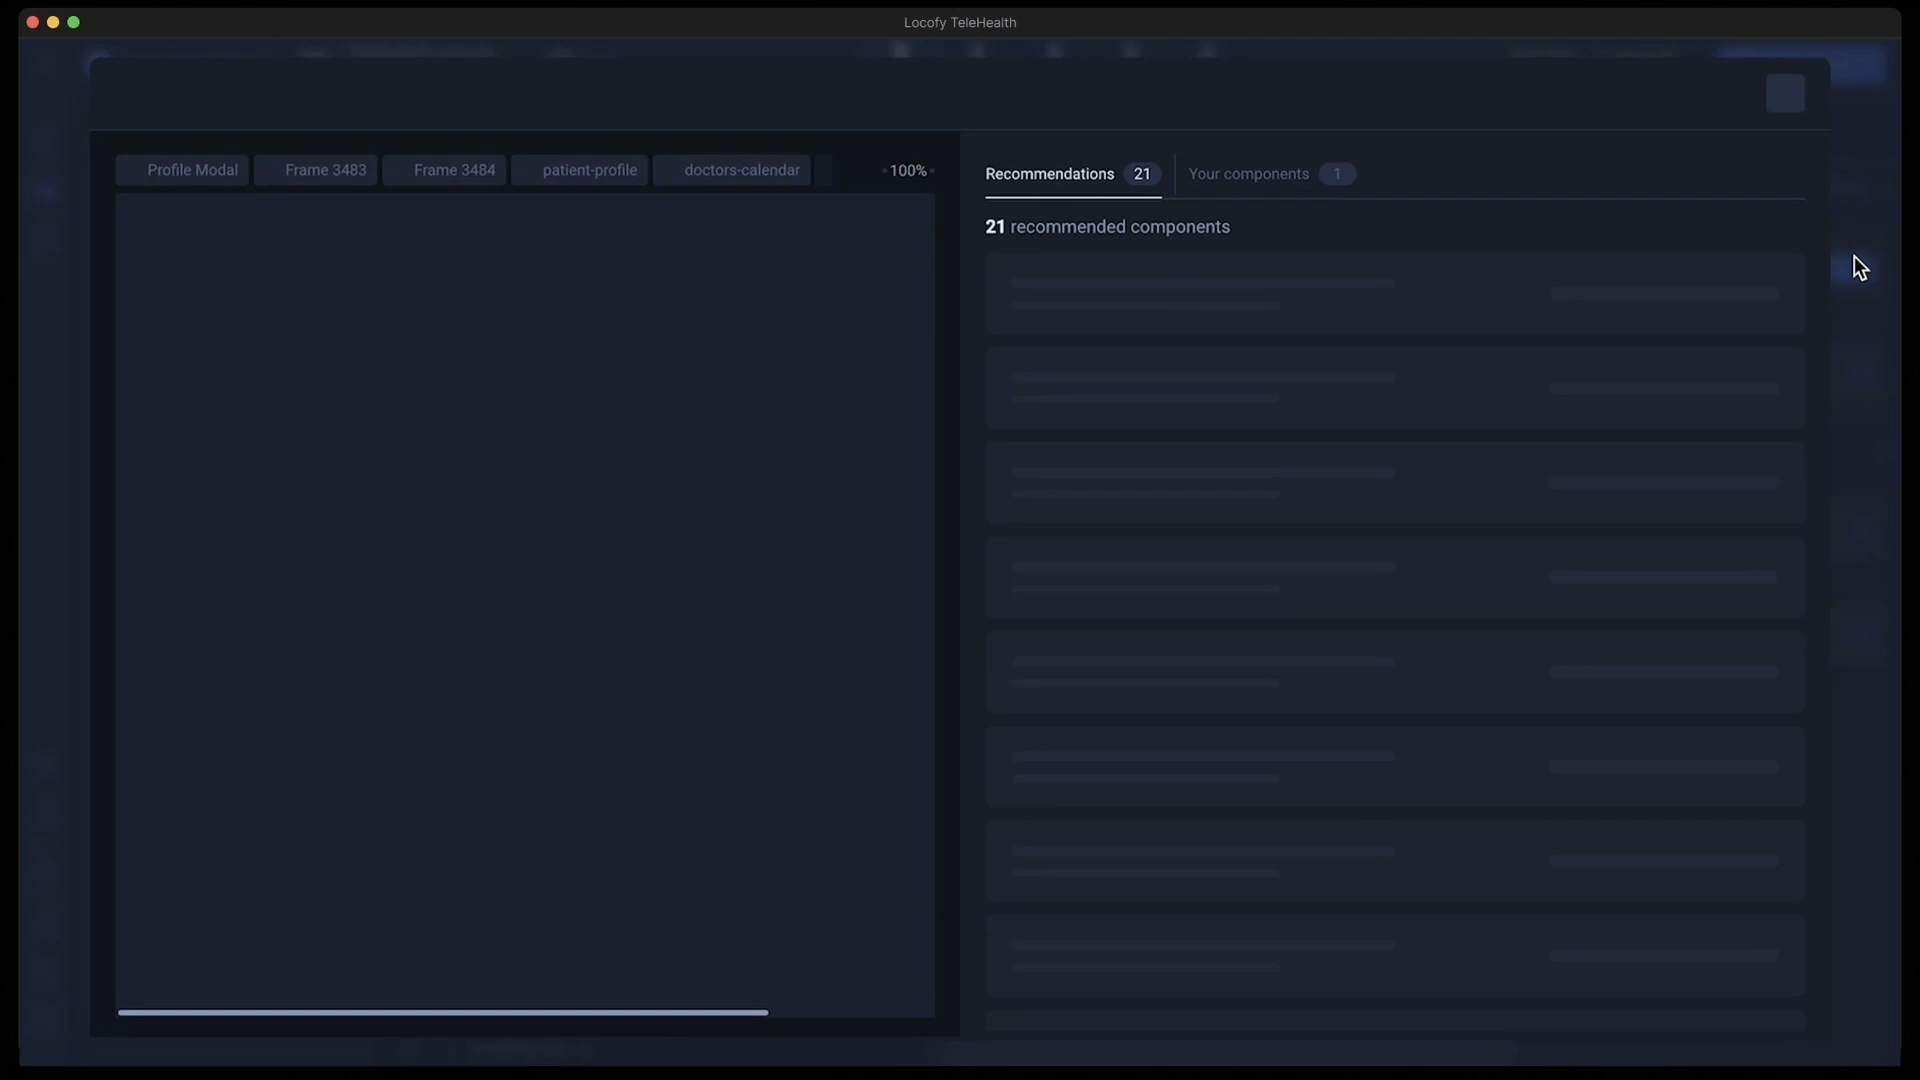 Locofy TeleHealth
Profile Modal
Frame 3483
Frame 3484
patient-profile
doctors-calendar
100%
Recommendations 21
Your components 1
21 recommended components